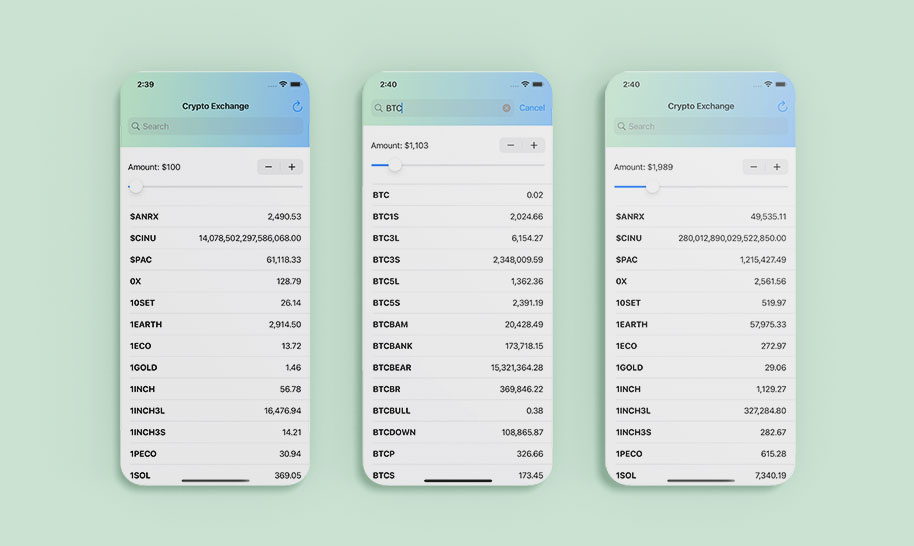 2:39
Crypto Exchange
Search
Amount: $100
− +
$ANRX 2,490.53
$CINU 14,078,502,297,586,068.00
$PAC 61,118.33
0X 128.79
10SET 26.14
1EARTH 2,914.50
1ECO 13.72
1GOLD 1.46
1INCH 56.78
1INCH3L 16,476.94
1INCH3S 14.21
1PECO 30.94
1SOL 369.05
2:40
BTC Cancel
Amount: $1,103
− +
BTC 0.02
BTC1S 2,024.66
BTC3L 6,154.27
BTC3S 2,348,009.59
BTC5L 1,362.36
BTC5S 2,391.19
BTCBAM 20,428.49
BTCBANK 173,718.15
BTCBEAR 15,321,364.28
BTCBR 369,846.22
BTCBULL 0.38
BTCDOWN 108,865.87
BTCP 326.66
BTCS 173.45
2:40
Crypto Exchange
Search
Amount: $1,989
− +
$ANRX 49,535.11
$CINU 280,012,890,029,522,850.00
$PAC 1,215,427.49
0X 2,561.56
10SET 519.97
1EARTH 57,975.33
1ECO 272.97
1GOLD 29.06
1INCH 1,129.27
1INCH3L 327,284.80
1INCH3S 282.67
1PECO 615.28
1SOL 7,340.19